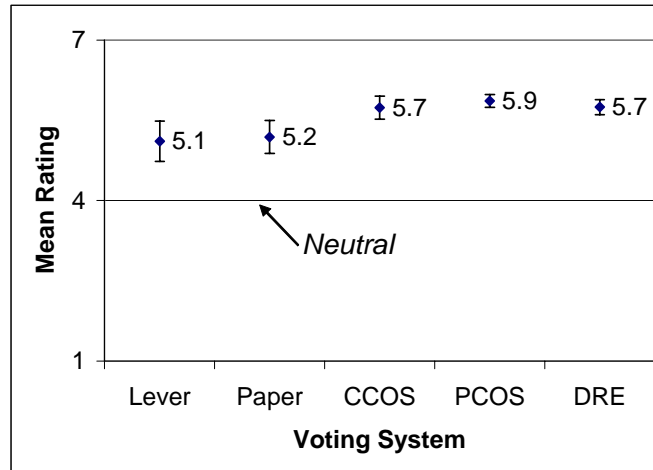 7
5.1
5.2
5.7
5.9
5.7
4
Neutral
1
Mean Rating
Lever Paper CCOS PCOS DRE
Voting System